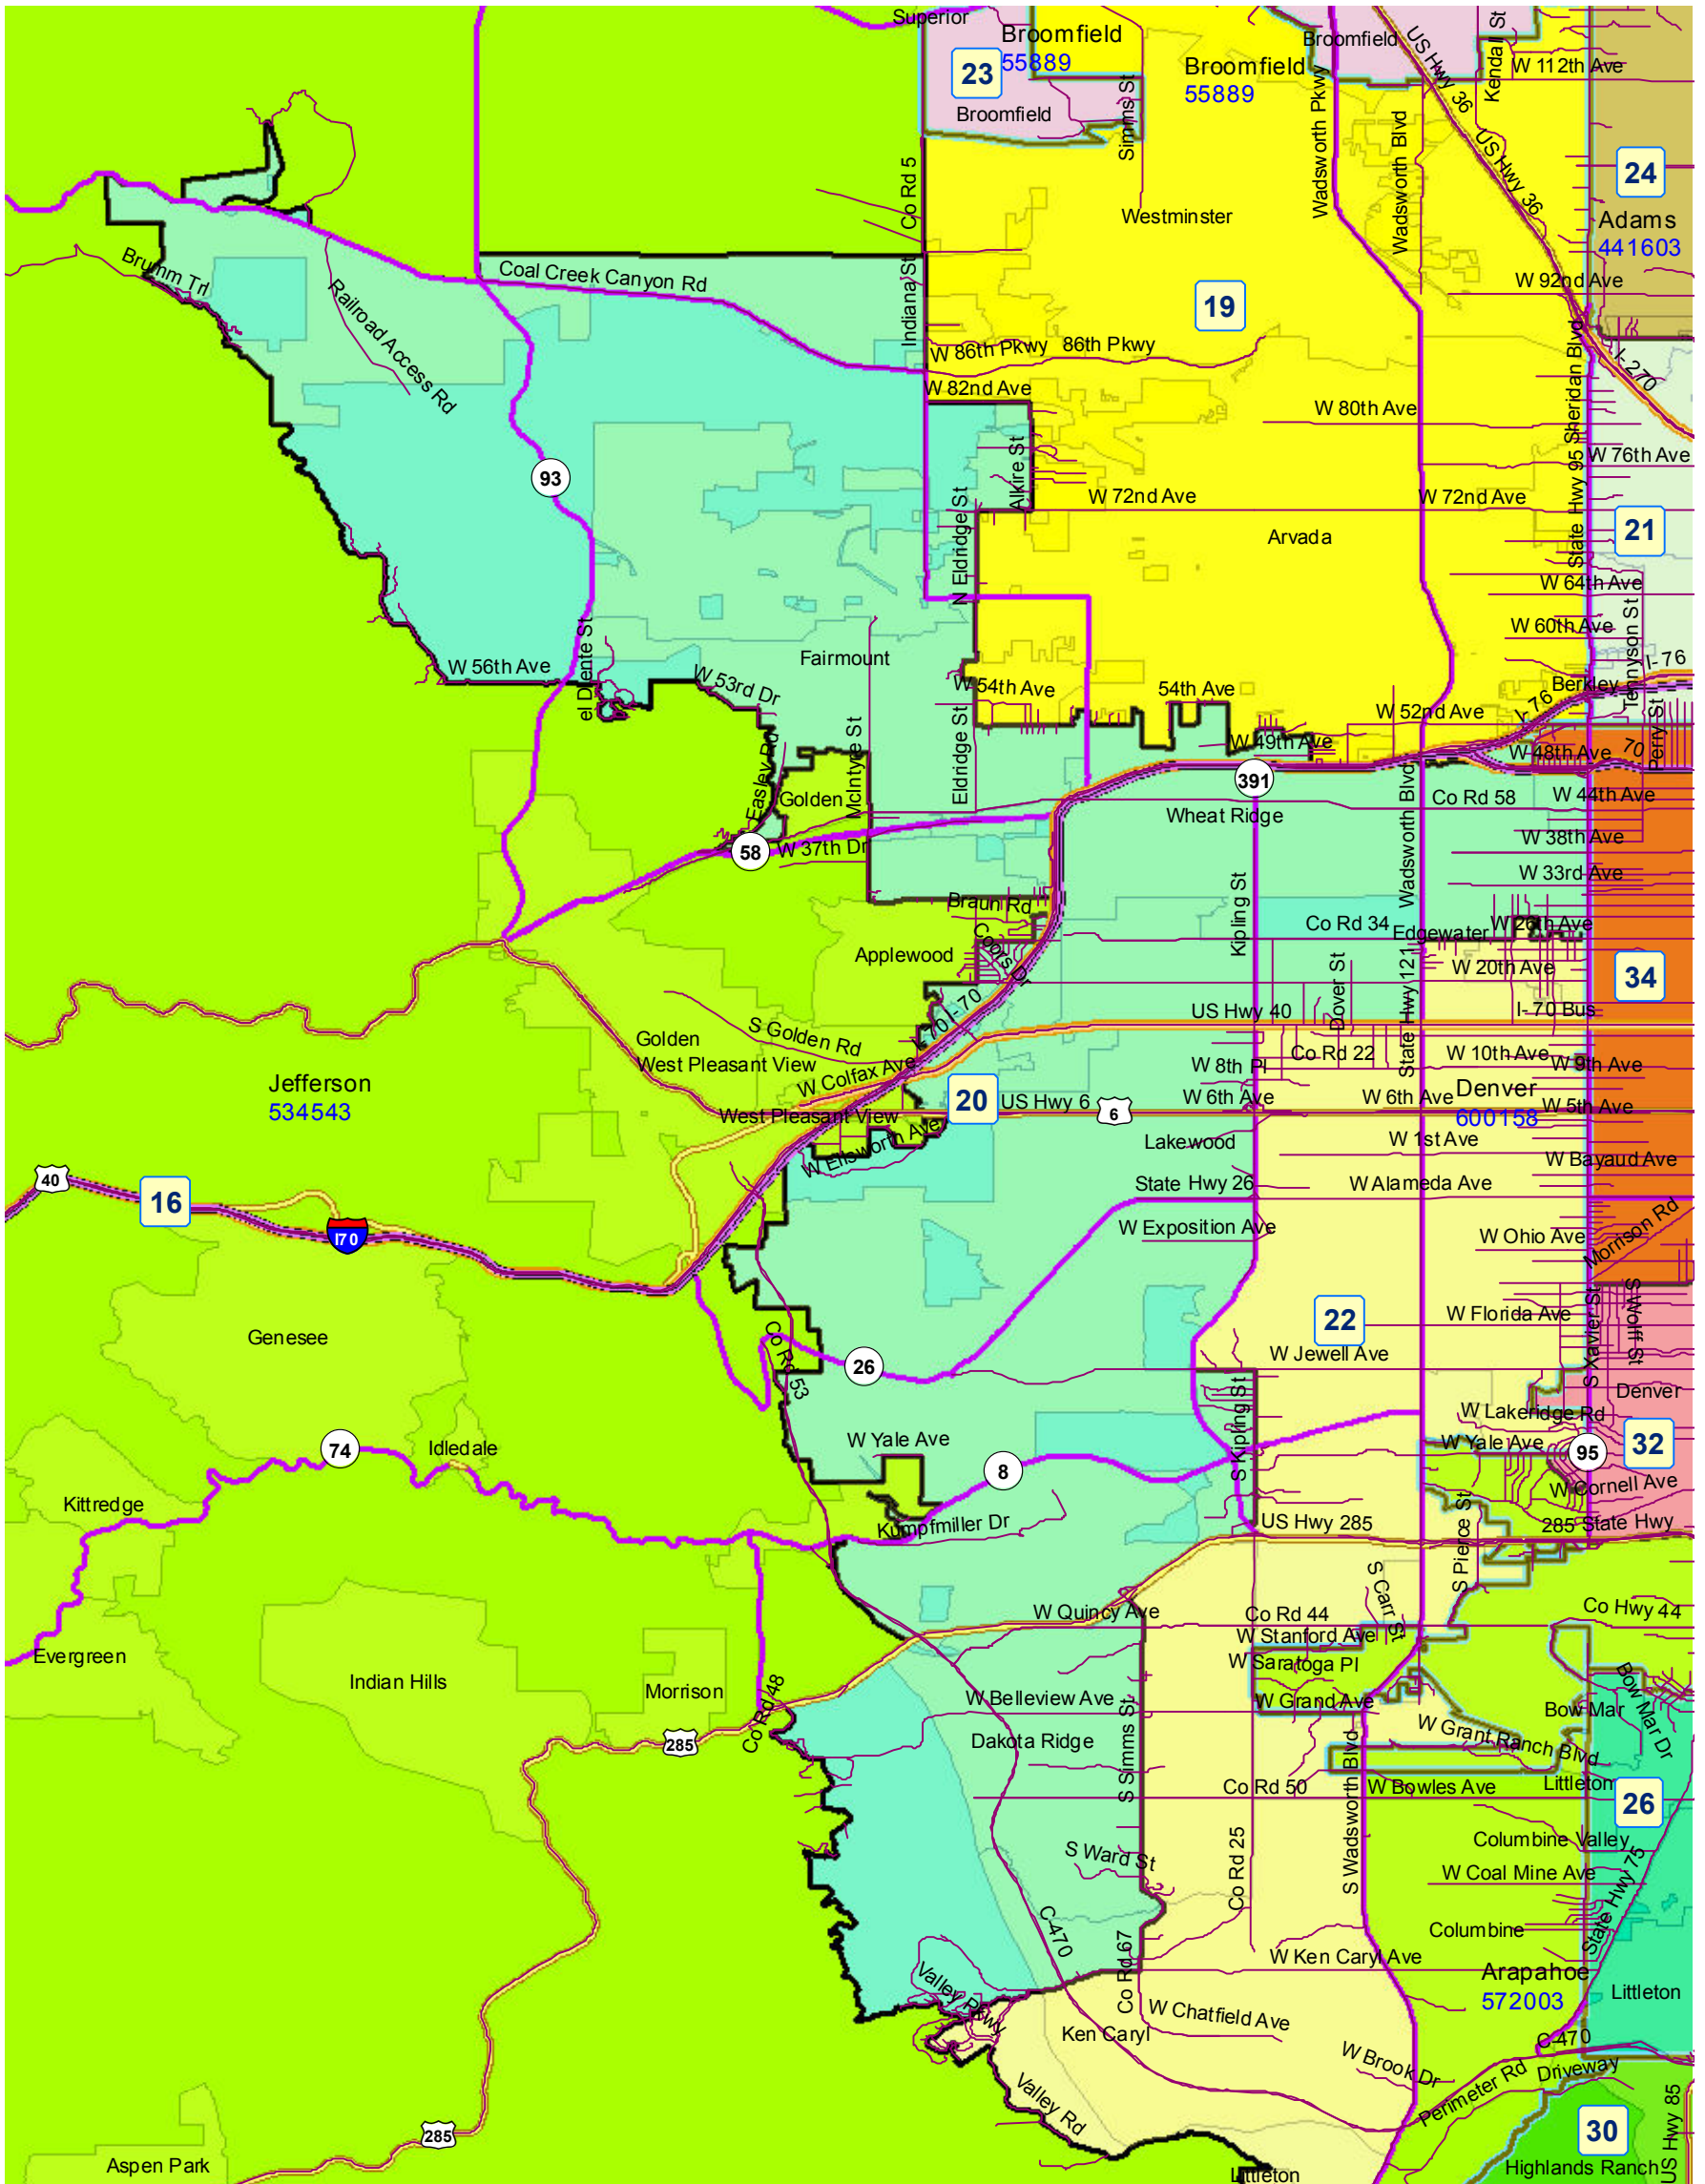 Superior
Broomfield
55889
23
Broomfield
Broomfield
55889
Broomfield
US Hwy 36
US Hwy 36
Kendal St
W 112th Ave
Simms St
Wadsworth Pkwy
Wadsworth Blvd
24
Adams
441603
Co Rd 5
Westminster
W 92nd Ave
Brumm Trl
Railroad Access Rd
Coal Creek Canyon Rd
Indiana St
19
W 86th Pkwy
86th Pkwy
I-270
W 82nd Ave
W 80th Ave
State Hwy 95
Sheridan Blvd
W 76th Ave
93
Alkire St
W 72nd Ave
W 72nd Ave
N Eldridge St
Arvada
21
W 64th Ave
Tennyson St
W 60th Ave
el Diente St
Fairmount
W 56th Ave
W 53rd Dr
W 54th Ave
54th Ave
I-76
Berkley
I-76
W 52nd Ave
W 49th Ave
W 48th Ave
70
Perry St
Easley Rd
McIntyre St
Eldridge St
Golden
391
Wadsworth Blvd
Co Rd 58
W 44th Ave
Wheat Ridge
58
W 37th Dr
W 38th Ave
W 33rd Ave
Braun Rd
Kipling St
Co Rd 34
Edgewater
W 26th Ave
Applewood
Coors Dr
Dover St
State Hwy 121
W 20th Ave
34
I-70
I-70
US Hwy 40
I-70 Bus
S Golden Rd
Golden
West Pleasant View
W Colfax Ave
W 8th Pl
Co Rd 22
W 10th Ave
W 9th Ave
Jefferson
534543
20
US Hwy 6
6
W 6th Ave
W 6th Ave
Denver
600158
W 5th Ave
West Pleasant View
W Ellsworth Ave
Lakewood
W 1st Ave
W Bayaud Ave
40
16
I70
State Hwy 26
W Alameda Ave
W Exposition Ave
W Ohio Ave
Morrison Rd
Genesee
22
W Florida Ave
S Xavier St
S Wolff St
Co Rd 53
26
W Jewell Ave
Denver
S Kipling St
W Lakeridge Rd
74
Idledale
W Yale Ave
W Yale Ave
95
32
8
W Cornell Ave
Kittredge
Kumpfmiller Dr
US Hwy 285
S Pierce St
285
State Hwy
S Carr St
W Quincy Ave
Co Rd 44
Co Hwy 44
W Stanford Ave
Evergreen
W Saratoga Pl
Indian Hills
Morrison
Co Rd 48
W Belleview Ave
W Grand Ave
Bow Mar
Bow Mar Dr
285
Dakota Ridge
S Simms St
W Grant Ranch Blvd
S Wadsworth Blvd
Co Rd 50
W Bowles Ave
Littleton
26
Columbine Valley
S Ward St
Co Rd 25
W Coal Mine Ave
State Hwy 75
C-470
Columbine
Co Rd 67
W Ken Caryl Ave
Arapahoe
572003
Littleton
Valley Pkwy
W Chatfield Ave
Ken Caryl
C-470
W Brook Dr
Perimeter Rd
Driveway
Valley Rd
285
30
US Hwy 85
Aspen Park
Littleton
Highlands Ranch